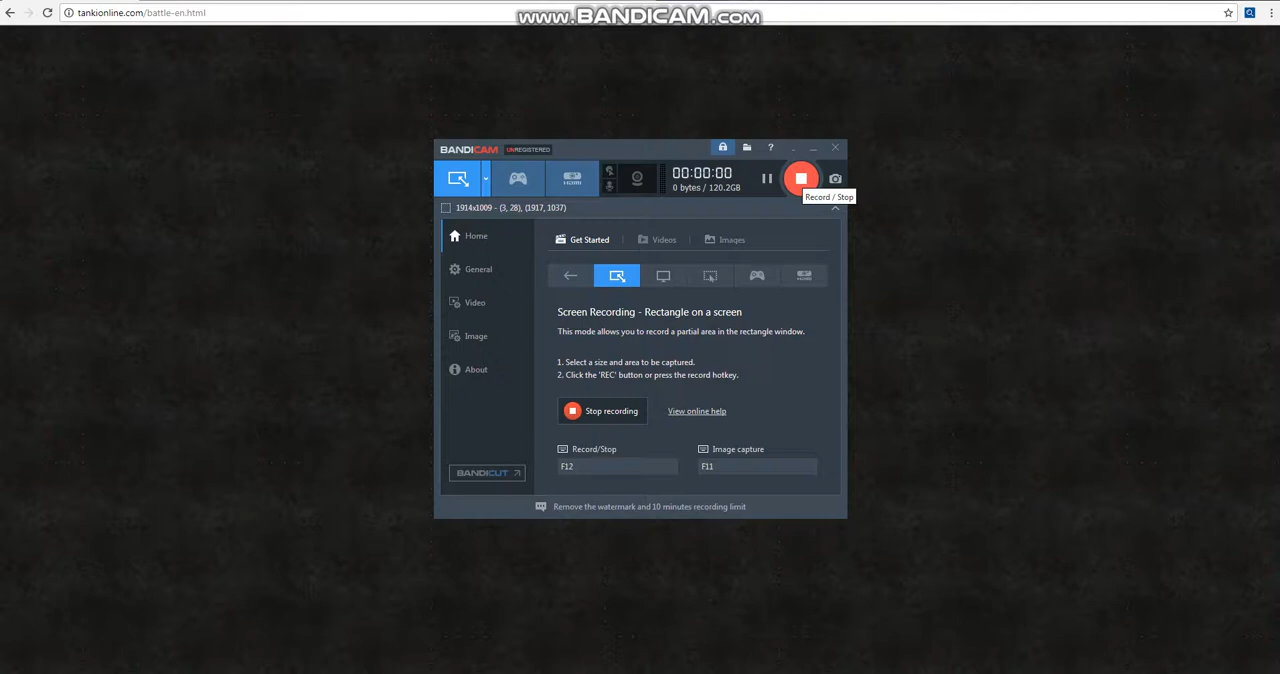 tankionline.com/battle-en.html
www.BANDICAM.com
BANDICAM UNREGISTERED
?
HDMI
00:00:00
0 bytes / 120.2GB
Record / Stop
1914x1009 - (3, 28), (1917, 1037)
Home
Get Started
Videos
Images
General
HDMI
Video
Screen Recording - Rectangle on a screen
This mode allows you to record a partial area in the rectangle window.
Image
1. Select a size and area to be captured.
2. Click the 'REC' button or press the record hotkey.
About
Stop recording
View online help
Record/Stop
Image capture
F12
F11
BANDICUT
Remove the watermark and 10 minutes recording limit